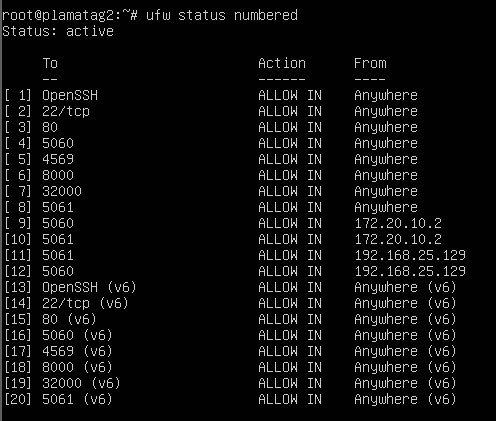 root@plamatag2:~# ufw status numbered
Status: active
To Action From
-- ------ ----
[ 1] OpenSSH ALLOW IN Anywhere
[ 2] 22/tcp ALLOW IN Anywhere
[ 3] 80 ALLOW IN Anywhere
[ 4] 5060 ALLOW IN Anywhere
[ 5] 4569 ALLOW IN Anywhere
[ 6] 8000 ALLOW IN Anywhere
[ 7] 32000 ALLOW IN Anywhere
[ 8] 5061 ALLOW IN Anywhere
[ 9] 5060 ALLOW IN 172.20.10.2
[10] 5061 ALLOW IN 172.20.10.2
[11] 5061 ALLOW IN 192.168.25.129
[12] 5060 ALLOW IN 192.168.25.129
[13] OpenSSH (v6) ALLOW IN Anywhere (v6)
[14] 22/tcp (v6) ALLOW IN Anywhere (v6)
[15] 80 (v6) ALLOW IN Anywhere (v6)
[16] 5060 (v6) ALLOW IN Anywhere (v6)
[17] 4569 (v6) ALLOW IN Anywhere (v6)
[18] 8000 (v6) ALLOW IN Anywhere (v6)
[19] 32000 (v6) ALLOW IN Anywhere (v6)
[20] 5061 (v6) ALLOW IN Anywhere (v6)